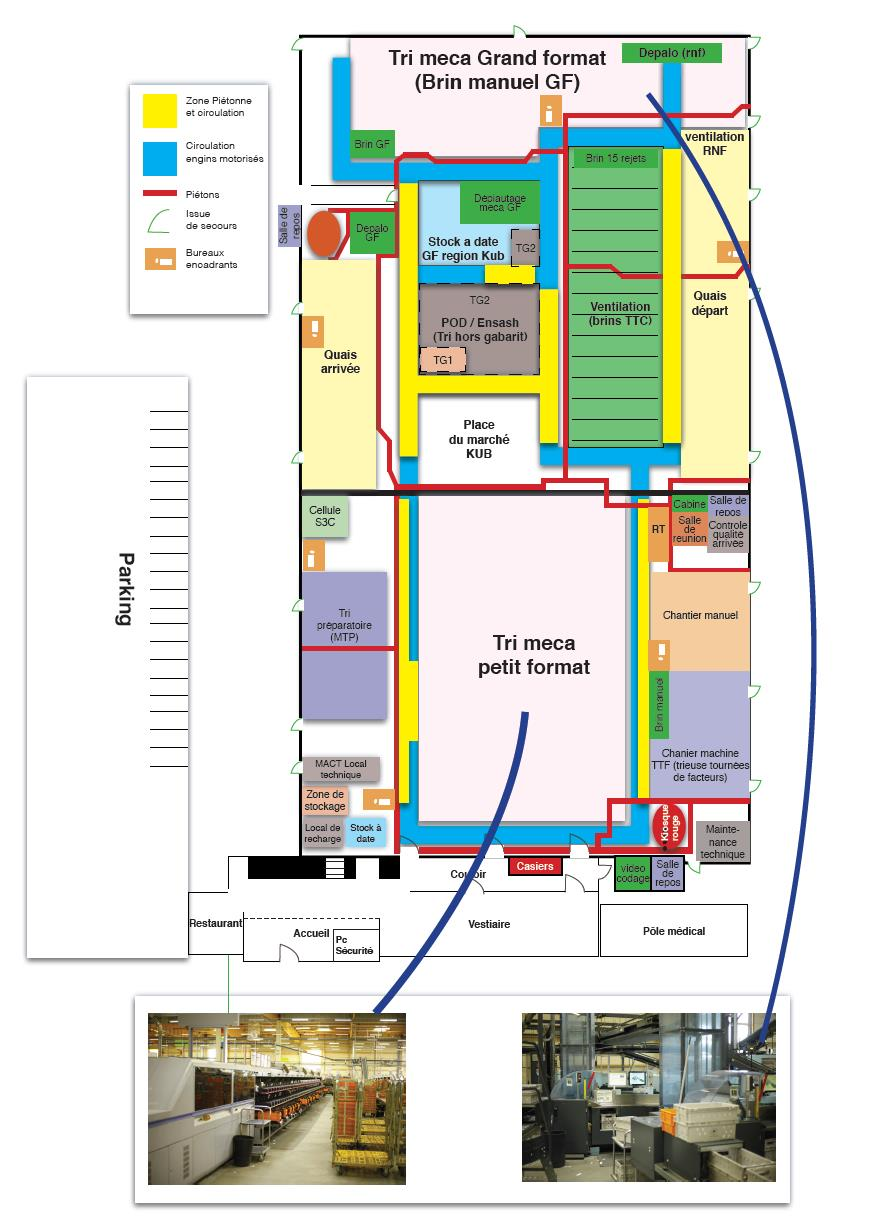 Tri meca Grand format
(Brin manuel GF)
Depalo (rnf)
Zone Piétonne
et circulation
Circulation
engins motorisés
Piétons
Issue
de secours
Bureaux
encadrants
Brin GF
Brin 15 rejets
ventilation
RNF
Salle de
repos
Depalo
GF
Dépiautage
meca GF
Stock a date
GF region Kub
TG2
TG2
POD / Ensash
(Tri hors gabarit)
TG1
Ventilation
(brins TTC)
Quais
départ
Quais
arrivée
Place
du marché
KUB
Parking
Cellule
S3C
Tri
préparatoire
(MTP)
Tri meca
petit format
RT
Cabine
Salle de
repos
Salle
de
reunion
Controle
qualité
arrivée
Chantier manuel
Brin manuel
Chanier machine
TTF (trieuse tournées
de facteurs)
MACT Local
technique
Zone de
stockage
Local de
recharge
Stock à
date
Kiosque
rouge
Mainte-
nance
technique
Casiers
video
codage
Salle
de
repos
Restaurant
Accueil
Pc
Sécurité
Vestiaire
Pôle médical